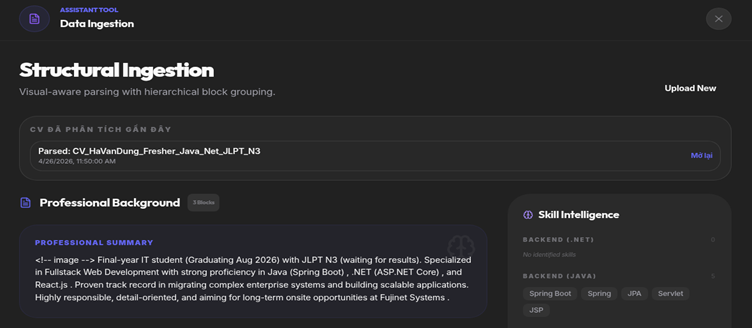 ASSISTANT TOOL
Data Ingestion
Structural Ingestion
Visual-aware parsing with hierarchical block grouping.
Upload New
CV ĐÃ PHÂN TÍCH GẦN ĐÂY
Parsed: CV_HaVanDung_Fresher_Java_Net_JLPT_N3
4/26/2026, 11:50:00 AM
Mở lại
Professional Background
3 Blocks
PROFESSIONAL SUMMARY
<!-- image --> Final-year IT student (Graduating Aug 2026) with JLPT N3 (waiting for results). Specialized
in Fullstack Web Development with strong proficiency in Java (Spring Boot) , .NET (ASP.NET Core) , and
React.js . Proven track record in migrating complex enterprise systems and building scalable applications.
Highly responsible, detail-oriented, and aiming for long-term onsite opportunities at Fujinet Systems .
Skill Intelligence
BACKEND (.NET)
No identified skills
BACKEND (JAVA)
Spring Boot
Spring
JPA
Servlet
JSP